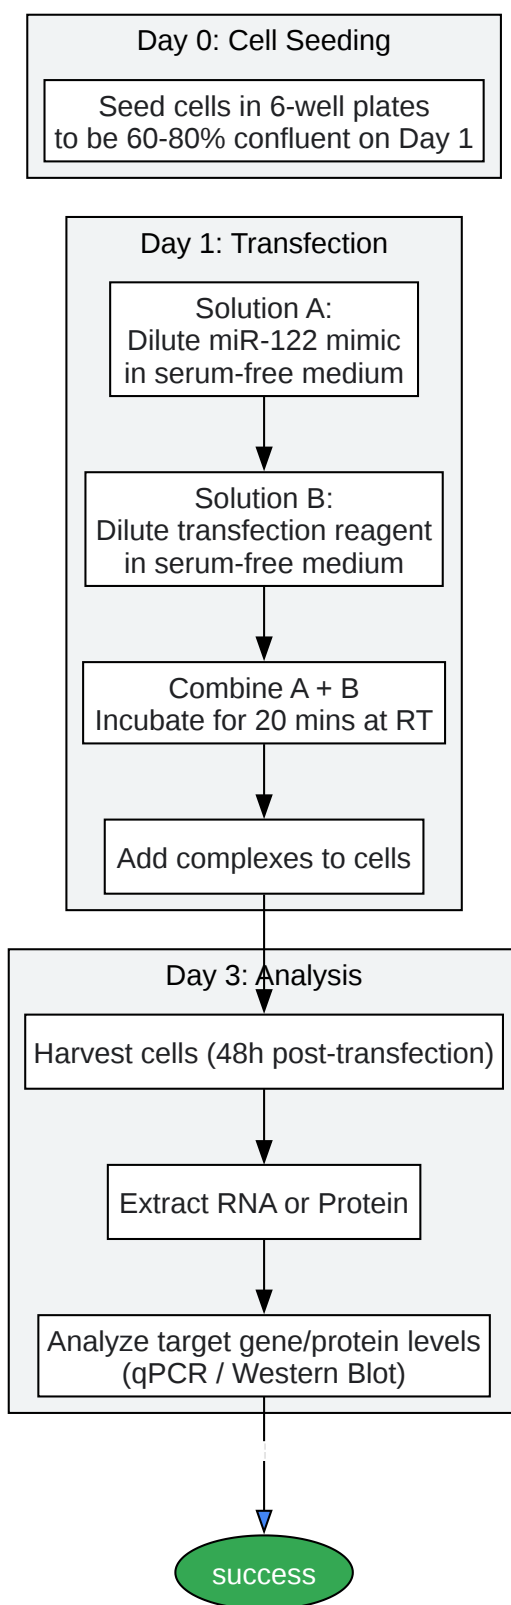 Day 0: Cell Seeding
Seed cells in 6-well plates
to be 60-80% confluent on Day 1
Day 1: Transfection
Solution A:
Dilute miR-122 mimic
in serum-free medium
Solution B:
Dilute transfection reagent
in serum-free medium
Combine A + B
Incubate for 20 mins at RT
Add complexes to cells
Day 3: Analysis
Harvest cells (48h post-transfection)
Extract RNA or Protein
Analyze target gene/protein levels
(qPCR / Western Blot)
success